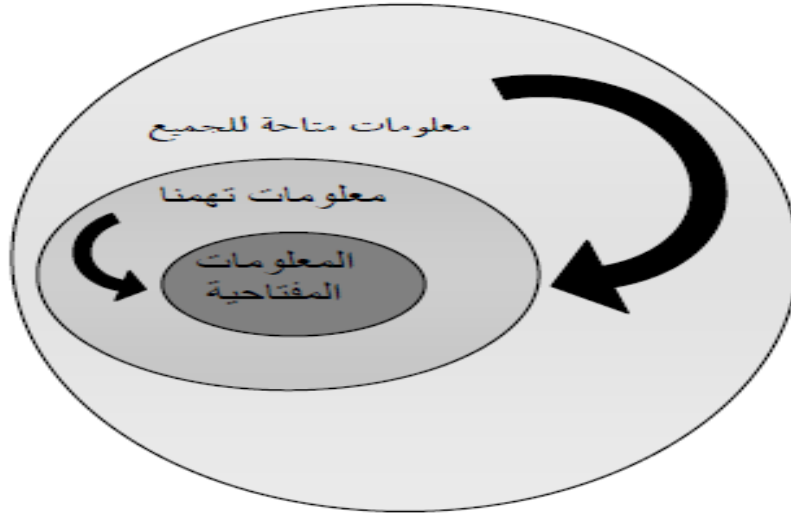 معلومات متاحة للجميع
معلومات تهمنا
المعلومات
المفتاحية